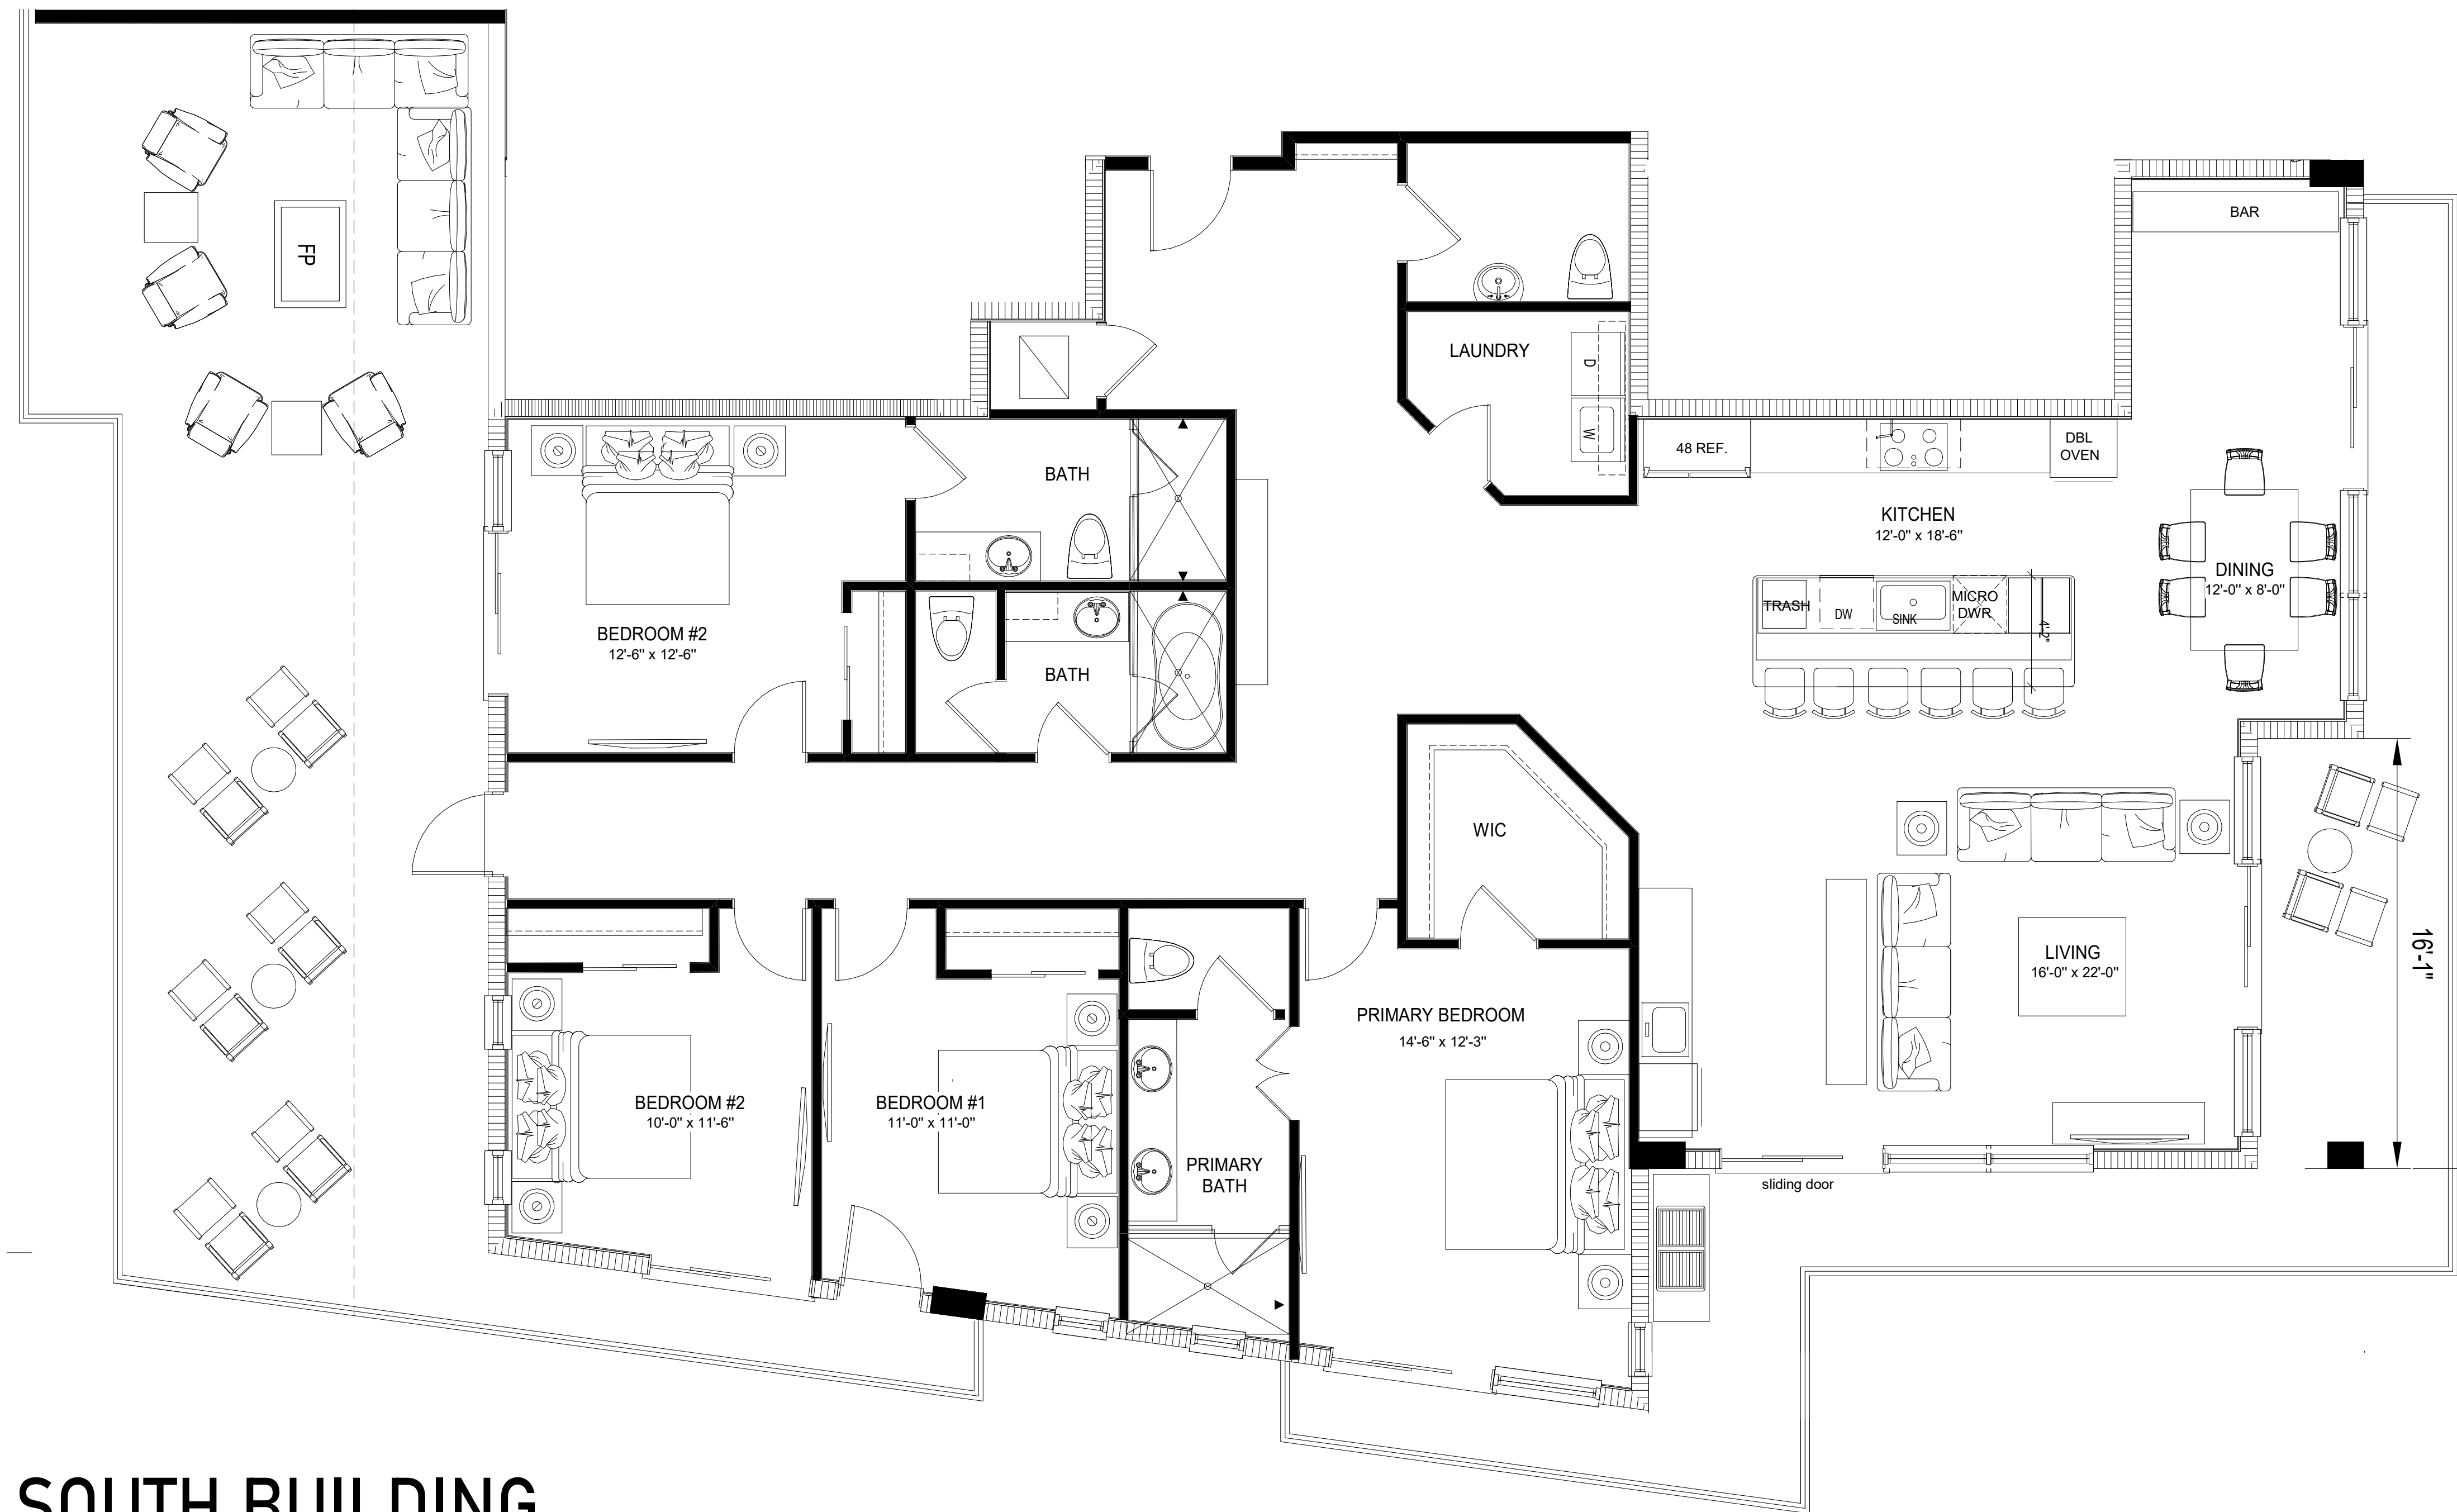 FP
BAR
LAUNDRY
D
W
48 REF.
DBL
OVEN
BATH
KITCHEN
12'-0" x 18'-6"
DINING
12'-0" x 8'-0"
TRASH
DW
SINK
MICRO
DWR
4'-2"
BEDROOM #2
12'-6" x 12'-6"
BATH
WIC
LIVING
16'-0" x 22'-0"
16'-1"
PRIMARY BEDROOM
14'-6" x 12'-3"
BEDROOM #2
10'-0" x 11'-6"
BEDROOM #1
11'-0" x 11'-0"
PRIMARY
BATH
sliding door
SOUTH BUILDING